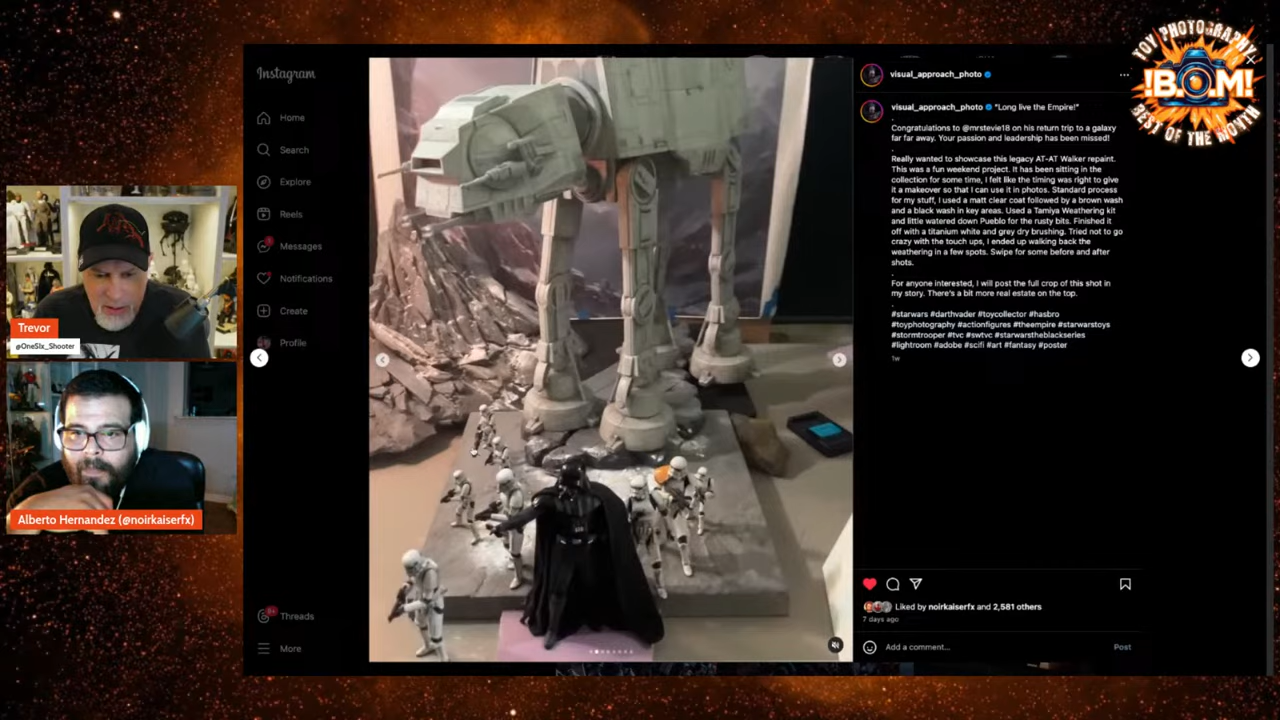 TOY PHOTOGRAPHY
!B.O.M!
BEST OF THE MONTH
Instagram
Home
Search
Explore
Reels
Messages
Notifications
Create
Profile
Threads
More
Trevor
@OneSix_Shooter
Alberto Hernandez (@noirkaiserfx)
visual_approach_photo
visual_approach_photo "Long live the Empire!"
.
Congratulations to @mrstevie18 on his return trip to a galaxy
far far away. Your passion and leadership has been missed!
.
Really wanted to showcase this legacy AT-AT Walker repaint.
This was a fun weekend project. It has been sitting in the
collection for some time, I felt like the timing was right to give
it a makeover so that I can use it in photos. Standard process
for my stuff, I used a matt clear coat followed by a brown wash
and a black wash in key areas. Used a Tamiya Weathering kit
and little watered down Pueblo for the rusty bits. Finished it
off with a titanium white and grey dry brushing. Tried not to go
crazy with the touch ups, I ended up walking back the
weathering in a few spots. Swipe for some before and after
shots.
.
For anyone interested, I will post the full crop of this shot in
my story. There's a bit more real estate on the top.
.
#starwars #darthvader #toycollector #hasbro
#toyphotography #actionfigures #theempire #starwarstoys
#stormtrooper #tvc #swtvc #starwarstheblackseries
#lightroom #adobe #scifi #art #fantasy #poster
1w
Liked by noirkaiserfx and 2,581 others
7 days ago
Add a comment...
Post